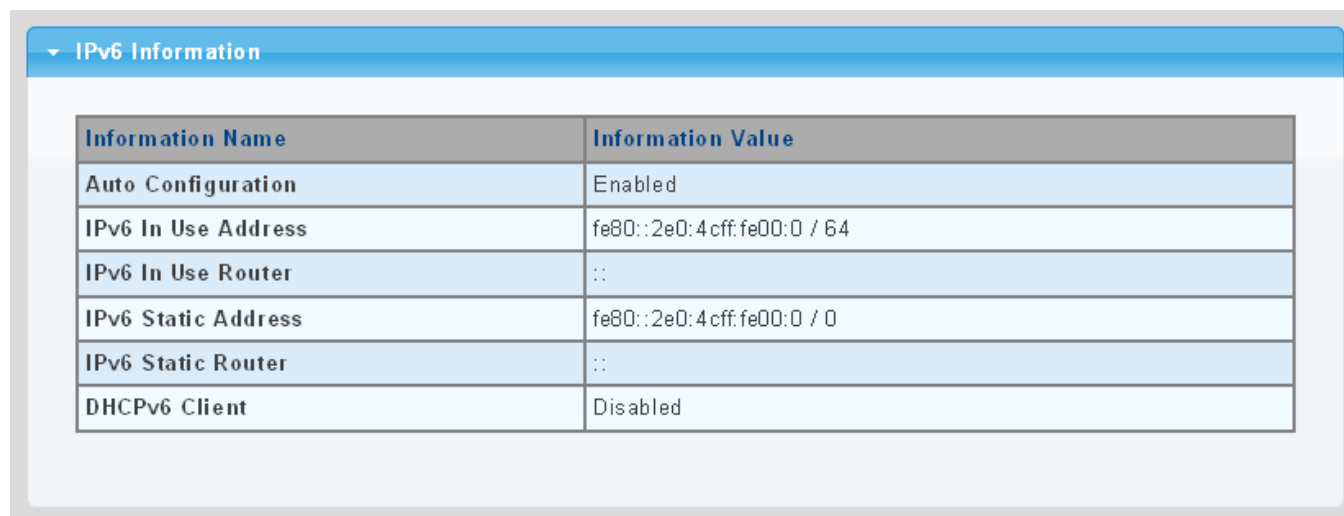 IPv6 Information
Information Name Information Value
Auto Configuration Enabled
IPv6 In Use Address fe80::2e0:4cff:fe00:0 / 64
IPv6 In Use Router ::
IPv6 Static Address fe80::2e0:4cff:fe00:0 / 0
IPv6 Static Router ::
DHCPv6 Client Disabled